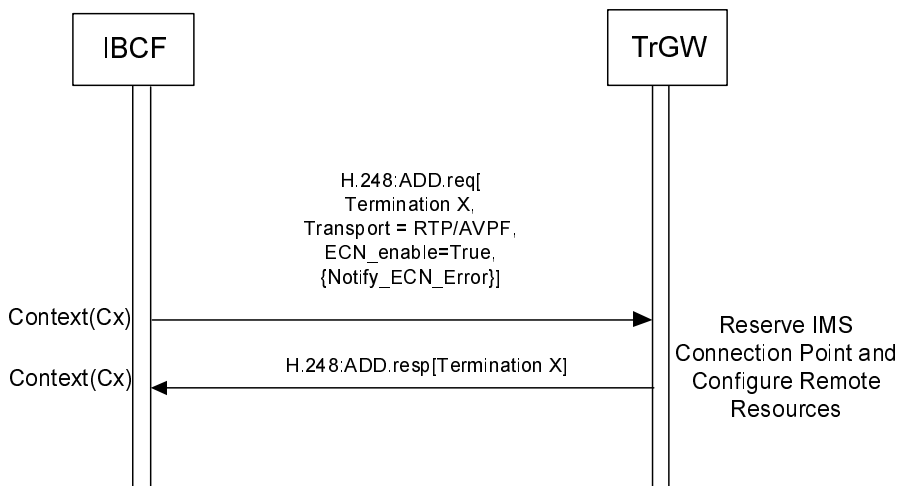 IBCF
TrGW
H.248:ADD.req[
Termination X,
Transport = RTP/AVPF,
ECN_enable=True,
{Notify_ECN_Error}]
Context(Cx)
Reserve IMS
Connection Point and
Configure Remote
Resources
H.248:ADD.resp[Termination X]
Context(Cx)